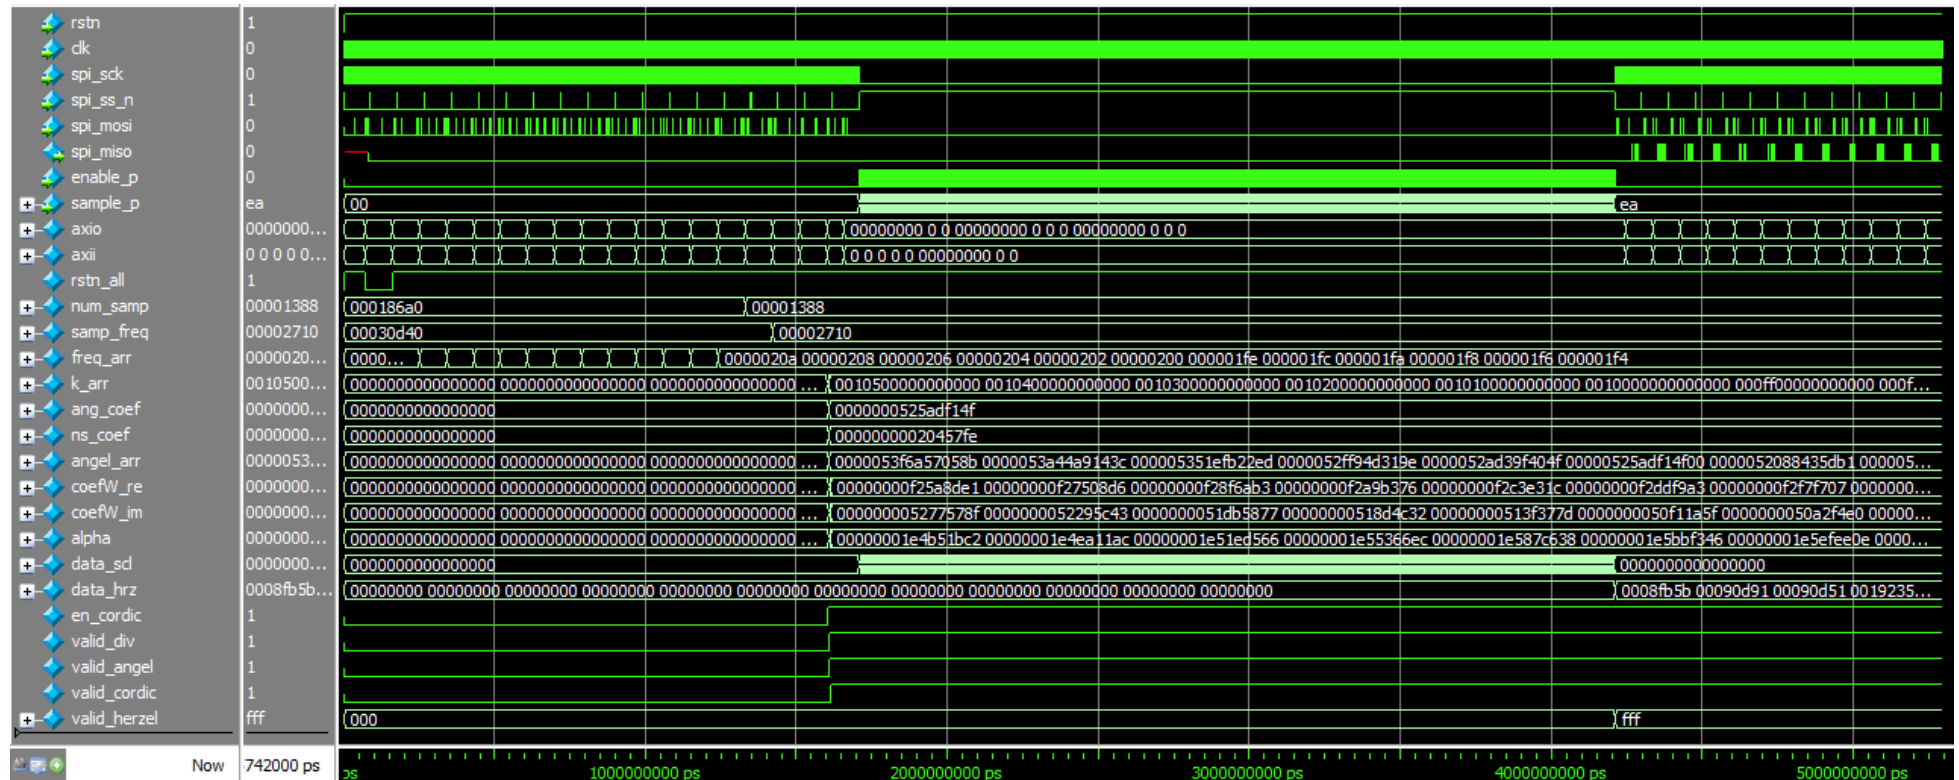 rstn 1
clk 0
spi_sck 0
spi_ss_n 1
spi_mosi 0
spi_miso 0
enable_p 0
sample_p ea 00 ea
axio 0000000... 00000000 0 0 00000000 0 0 0 00000000 0 0 0
axii 0 0 0 0 0... 0 0 0 0 0 00000000 0 0
rstn_all 1
num_samp 00001388 000186a0 00001388
samp_freq 00002710 00030d40 00002710
freq_arr 0000020... 0000... 0000020a 00000208 00000206 00000204 00000202 00000200 000001fe 000001fc 000001fa 000001f8 000001f6 000001f4
k_arr 0010500... 0000000000000000 0000000000000000 0000000000000000 ... 0010500000000000 0010400000000000 0010300000000000 0010200000000000 0010100000000000 0010000000000000 000ff00000000000 000f...
ang_coef 0000000... 0000000000000000 0000000525adf14f
ns_coef 0000000... 0000000000000000 00000000020457fe
angel_arr 0000053... 0000000000000000 0000000000000000 0000000000000000 ... 0000053f6a57058b 0000053a44a9143c 000005351efb22ed 0000052ff94d319e 0000052ad39f404f 00000525adf14f00 0000052088435db1 000005...
coefW_re 0000000... 0000000000000000 0000000000000000 0000000000000000 ... 00000000f25a8de1 00000000f27508d6 00000000f28f6ab3 00000000f2a9b376 00000000f2c3e31c 00000000f2ddf9a3 00000000f2f7f707 0000000...
coefW_im 0000000... 0000000000000000 0000000000000000 0000000000000000 ... 000000005277578f 0000000052295c43 0000000051db5877 00000000518d4c32 00000000513f377d 0000000050f11a5f 0000000050a2f4e0 00000...
alpha 0000000... 0000000000000000 0000000000000000 0000000000000000 ... 00000001e4b51bc2 00000001e4ea11ac 00000001e51ed566 00000001e55366ec 00000001e587c638 00000001e5bbf346 00000001e5efee0e 0000...
data_scl 0000000... 0000000000000000 0000000000000000
data_hrz 0008fb5b... 00000000 00000000 00000000 00000000 00000000 00000000 00000000 00000000 00000000 00000000 00000000 00000000 0008fb5b 00090d91 00090d51 0019235...
en_cordic 1
valid_div 1
valid_angel 1
valid_cordic 1
valid_herzel fff 000 fff
Now 742000 ps ps 1000000000 ps 2000000000 ps 3000000000 ps 4000000000 ps 5000000000 ps